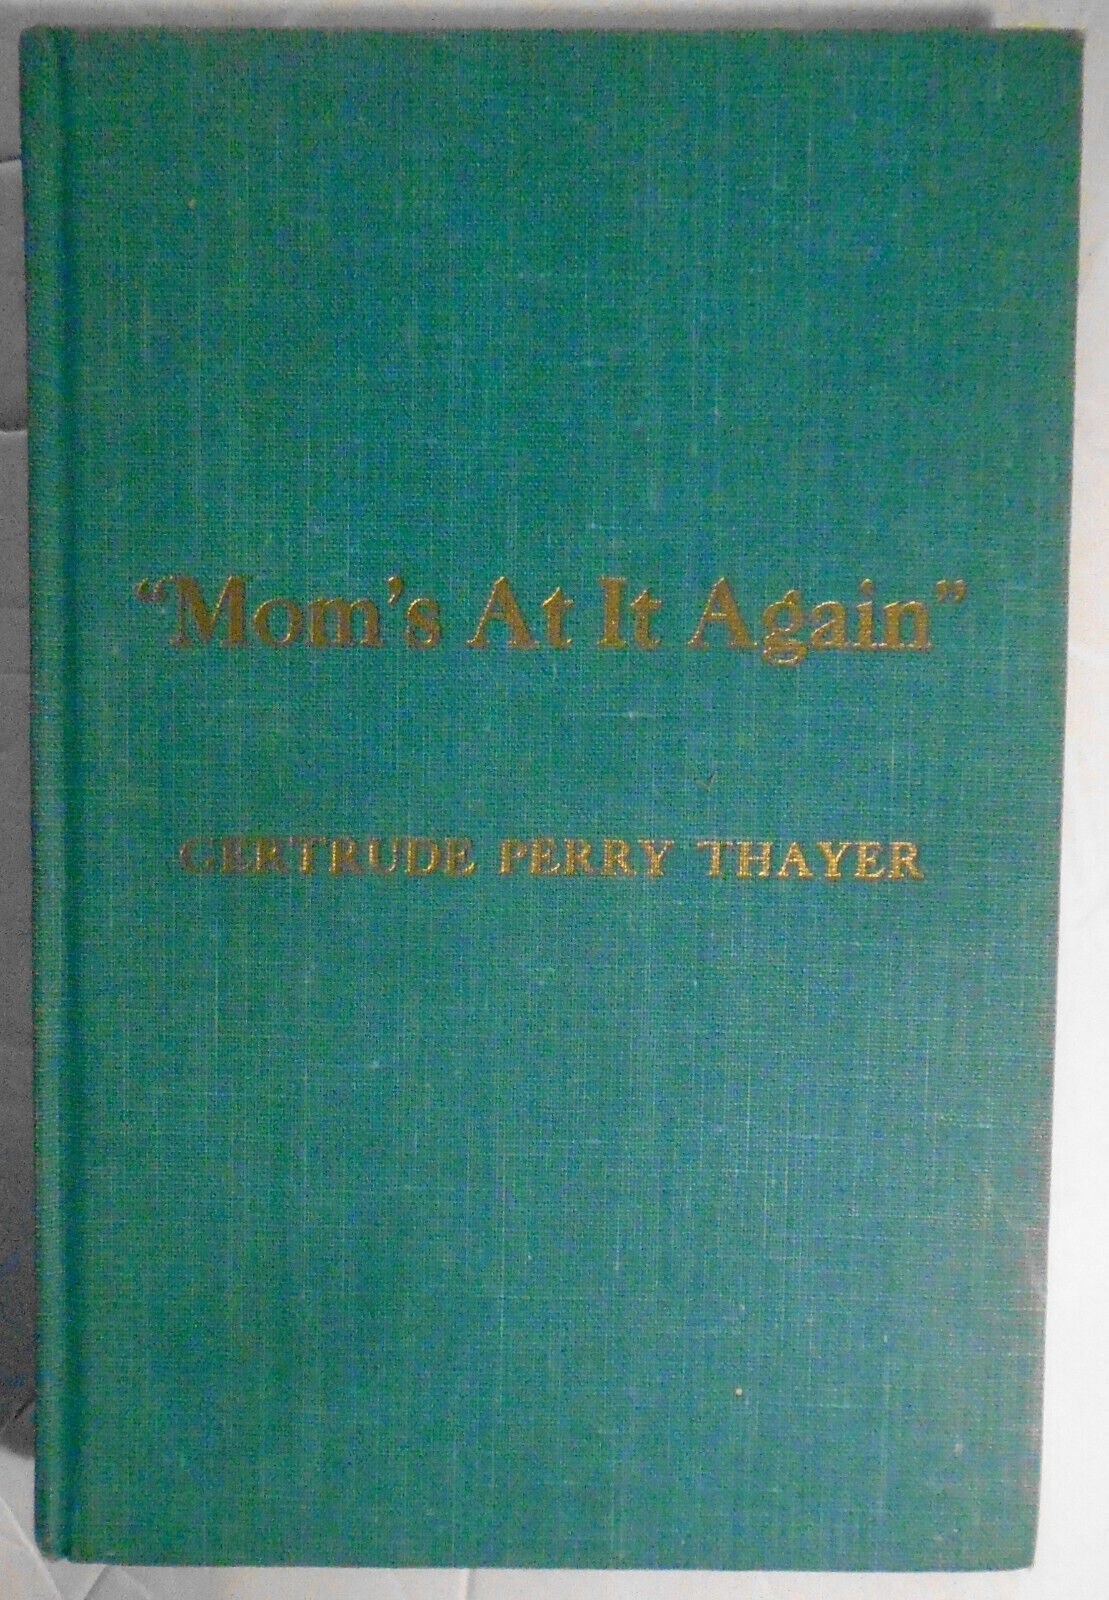 “Mom's At It Again”
GERTRUDE PERRY THAYER